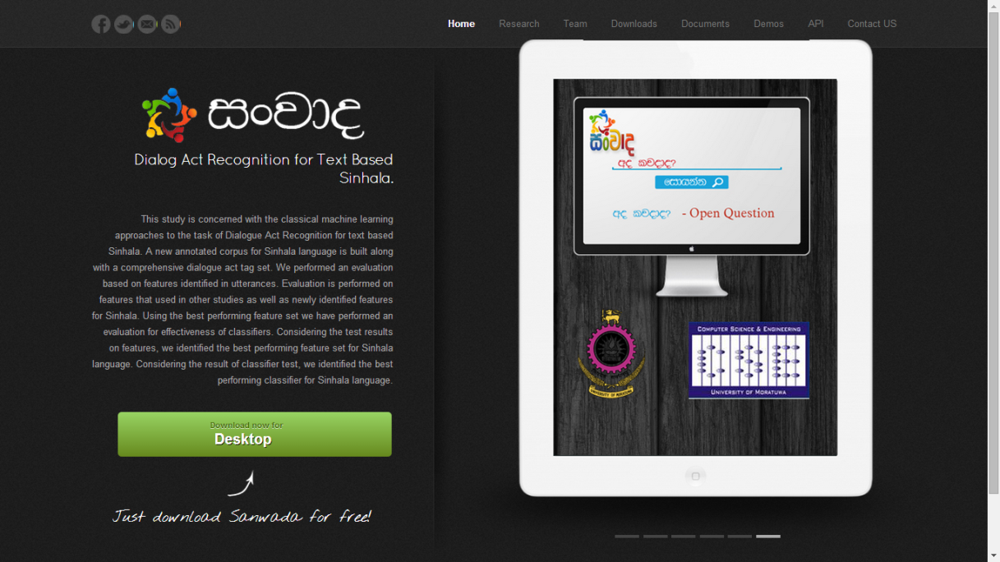 Home Research Team Downloads Documents Demos API Contact US
සංවාද
Dialog Act Recognition for Text Based
Sinhala.
This study is concerned with the classical machine learning
approaches to the task of Dialogue Act Recognition for text based
Sinhala. A new annotated corpus for Sinhala language is built along
with a comprehensive dialogue act tag set. We performed an evaluation
based on features identified in utterances. Evaluation is performed on
features that used in other studies as well as newly identified features
for Sinhala. Using the best performing feature set we have performed an
evaluation for effectiveness of classifiers. Considering the test results
on features, we identified the best performing feature set for Sinhala
language. Considering the result of classifier test, we identified the best
performing classifier for Sinhala language.
Download now for
Desktop
Just download Sanwada for free!
සංවාද
අද කවදාද?
සොයන්න
අද කවදාද? - Open Question
UNIVERSITY OF MORATUWA
COMPUTER SCIENCE & ENGINEERING
CSE
UNIVERSITY OF MORATUWA